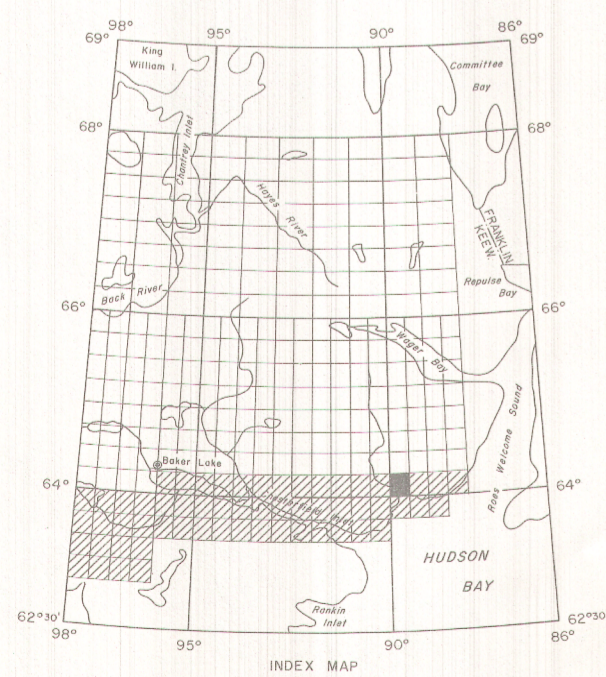 98°
95°
90°
86°
69°
69°
King
William I.
Committee
Bay
68°
68°
Chantrey Inlet
Hayes River
FRANKLIN
KEEW.
Repulse
Bay
Back River
66°
66°
Wager Bay
Roes Welcome Sound
Baker Lake
64°
64°
Chesterfield Inlet
HUDSON
BAY
Rankin
Inlet
62°30'
62°30'
98°
95°
90°
86°
INDEX MAP